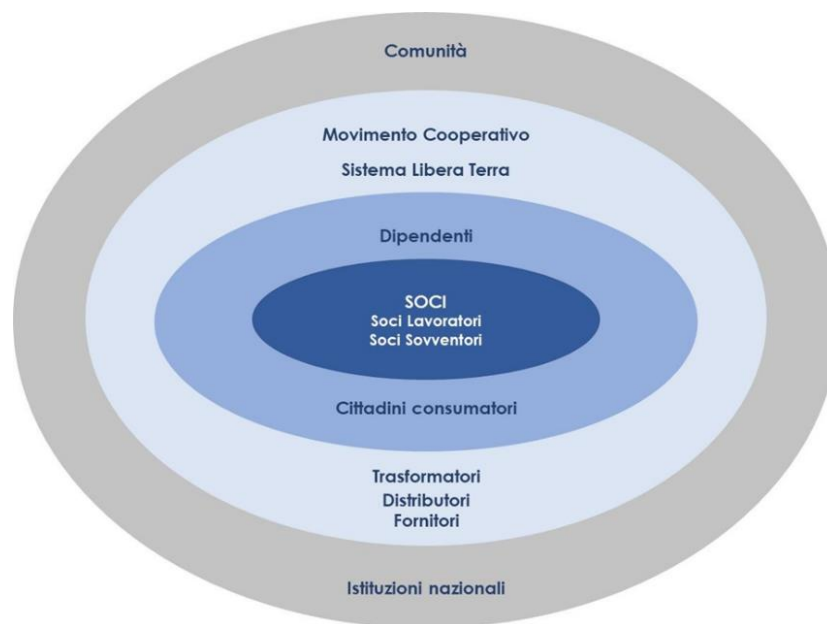 Comunità
Movimento Cooperativo
Sistema Libera Terra
Dipendenti
SOCI
Soci Lavoratori
Soci Sovventori
Cittadini consumatori
Trasformatori
Distributori
Fornitori
Istituzioni nazionali